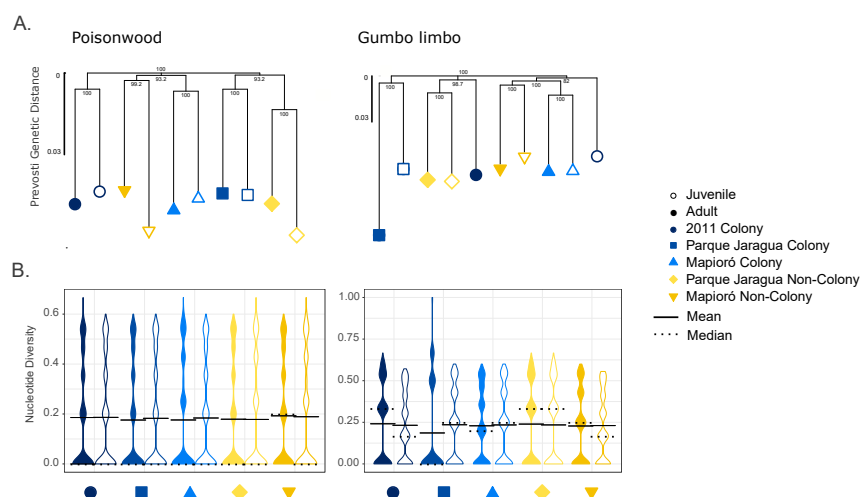 A.
Poisonwood
Gumbo limbo
Prevosti Genetic Distance
0
0.03
100
93.2
99.2
93.2
100
100
100
100
0
0.03
100
100
98.7
82
100
100
100
100
Juvenile
Adult
2011 Colony
Parque Jaragua Colony
Mapioró Colony
Parque Jaragua Non-Colony
Mapioró Non-Colony
Mean
Median
B.
Nucleotide Diversity
0.6
0.4
0.2
0.0
1.00
0.75
0.50
0.25
0.00